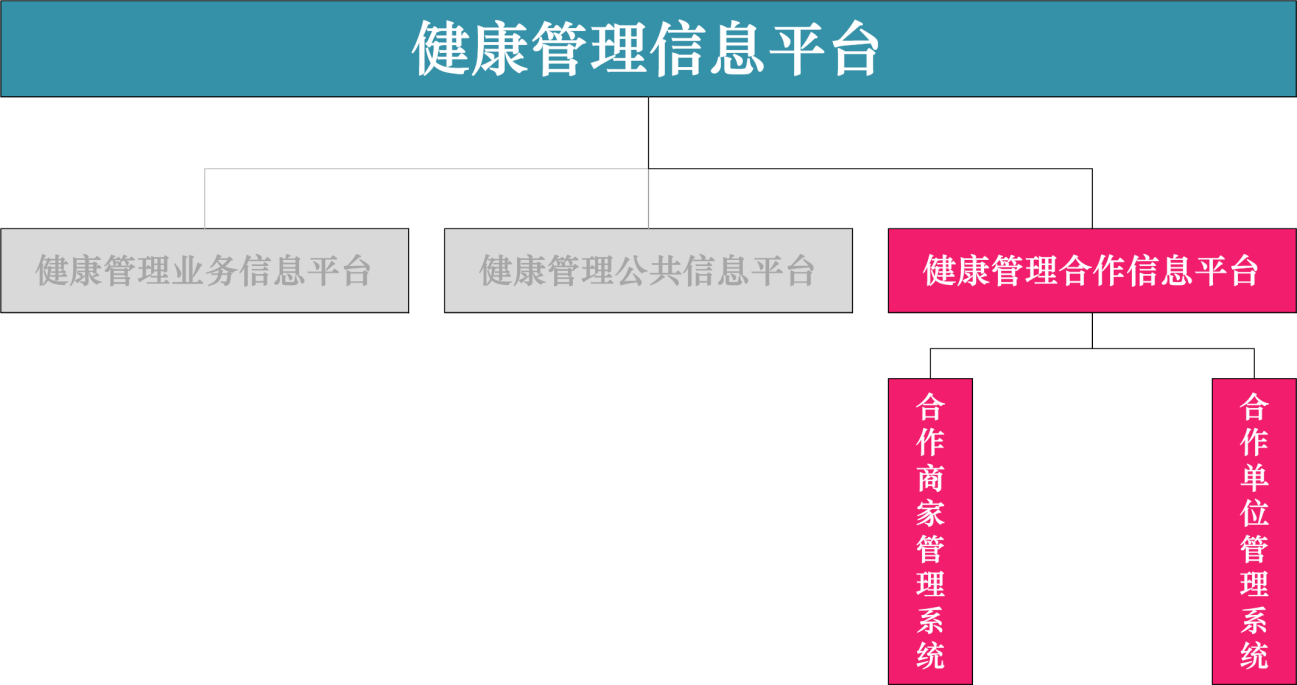 健康管理信息平台
健康管理业务信息平台
健康管理公共信息平台
健康管理合作信息平台
合作商家管理系统
合作单位管理系统